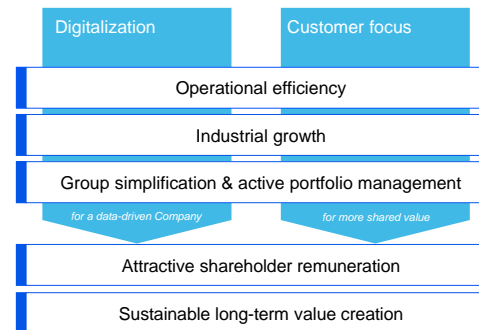 Digitalization
Customer focus
Operational efficiency
Industrial growth
Group simplification & active portfolio management
for a data-driven Company
for more shared value
Attractive shareholder remuneration
Sustainable long-term value creation